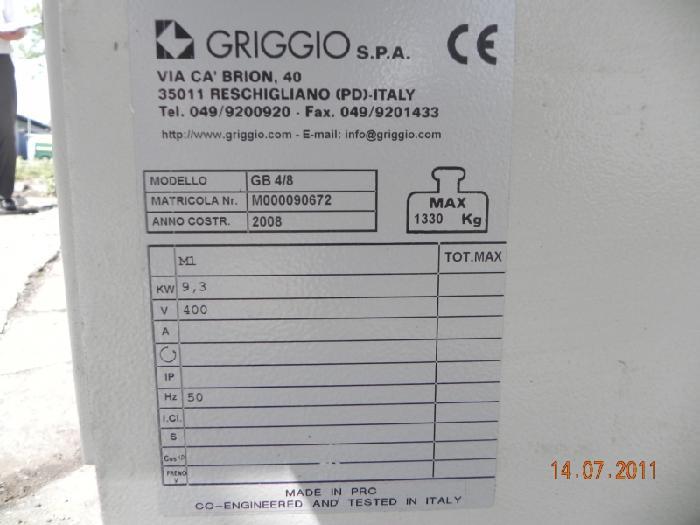 GRIGGIO S.P.A. CE
VIA CA' BRION, 40
35011 RESCHIGLIANO (PD)-ITALY
Tel. 049/9200920 - Fax. 049/9201433
http://www.griggio.com - E-mail: info@griggio.com
MODELLO GB 4/8
MATRICOLA Nr. M000090672
ANNO COSTR. 2008
MAX
1330 Kg
M1 TOT.MAX
KW 9,3
V 400
A
IP
Hz 50
I.Cl.
S
Cos φ
FRENO
V
MADE IN PRC
CO-ENGINEERED AND TESTED IN ITALY
14.07.2011